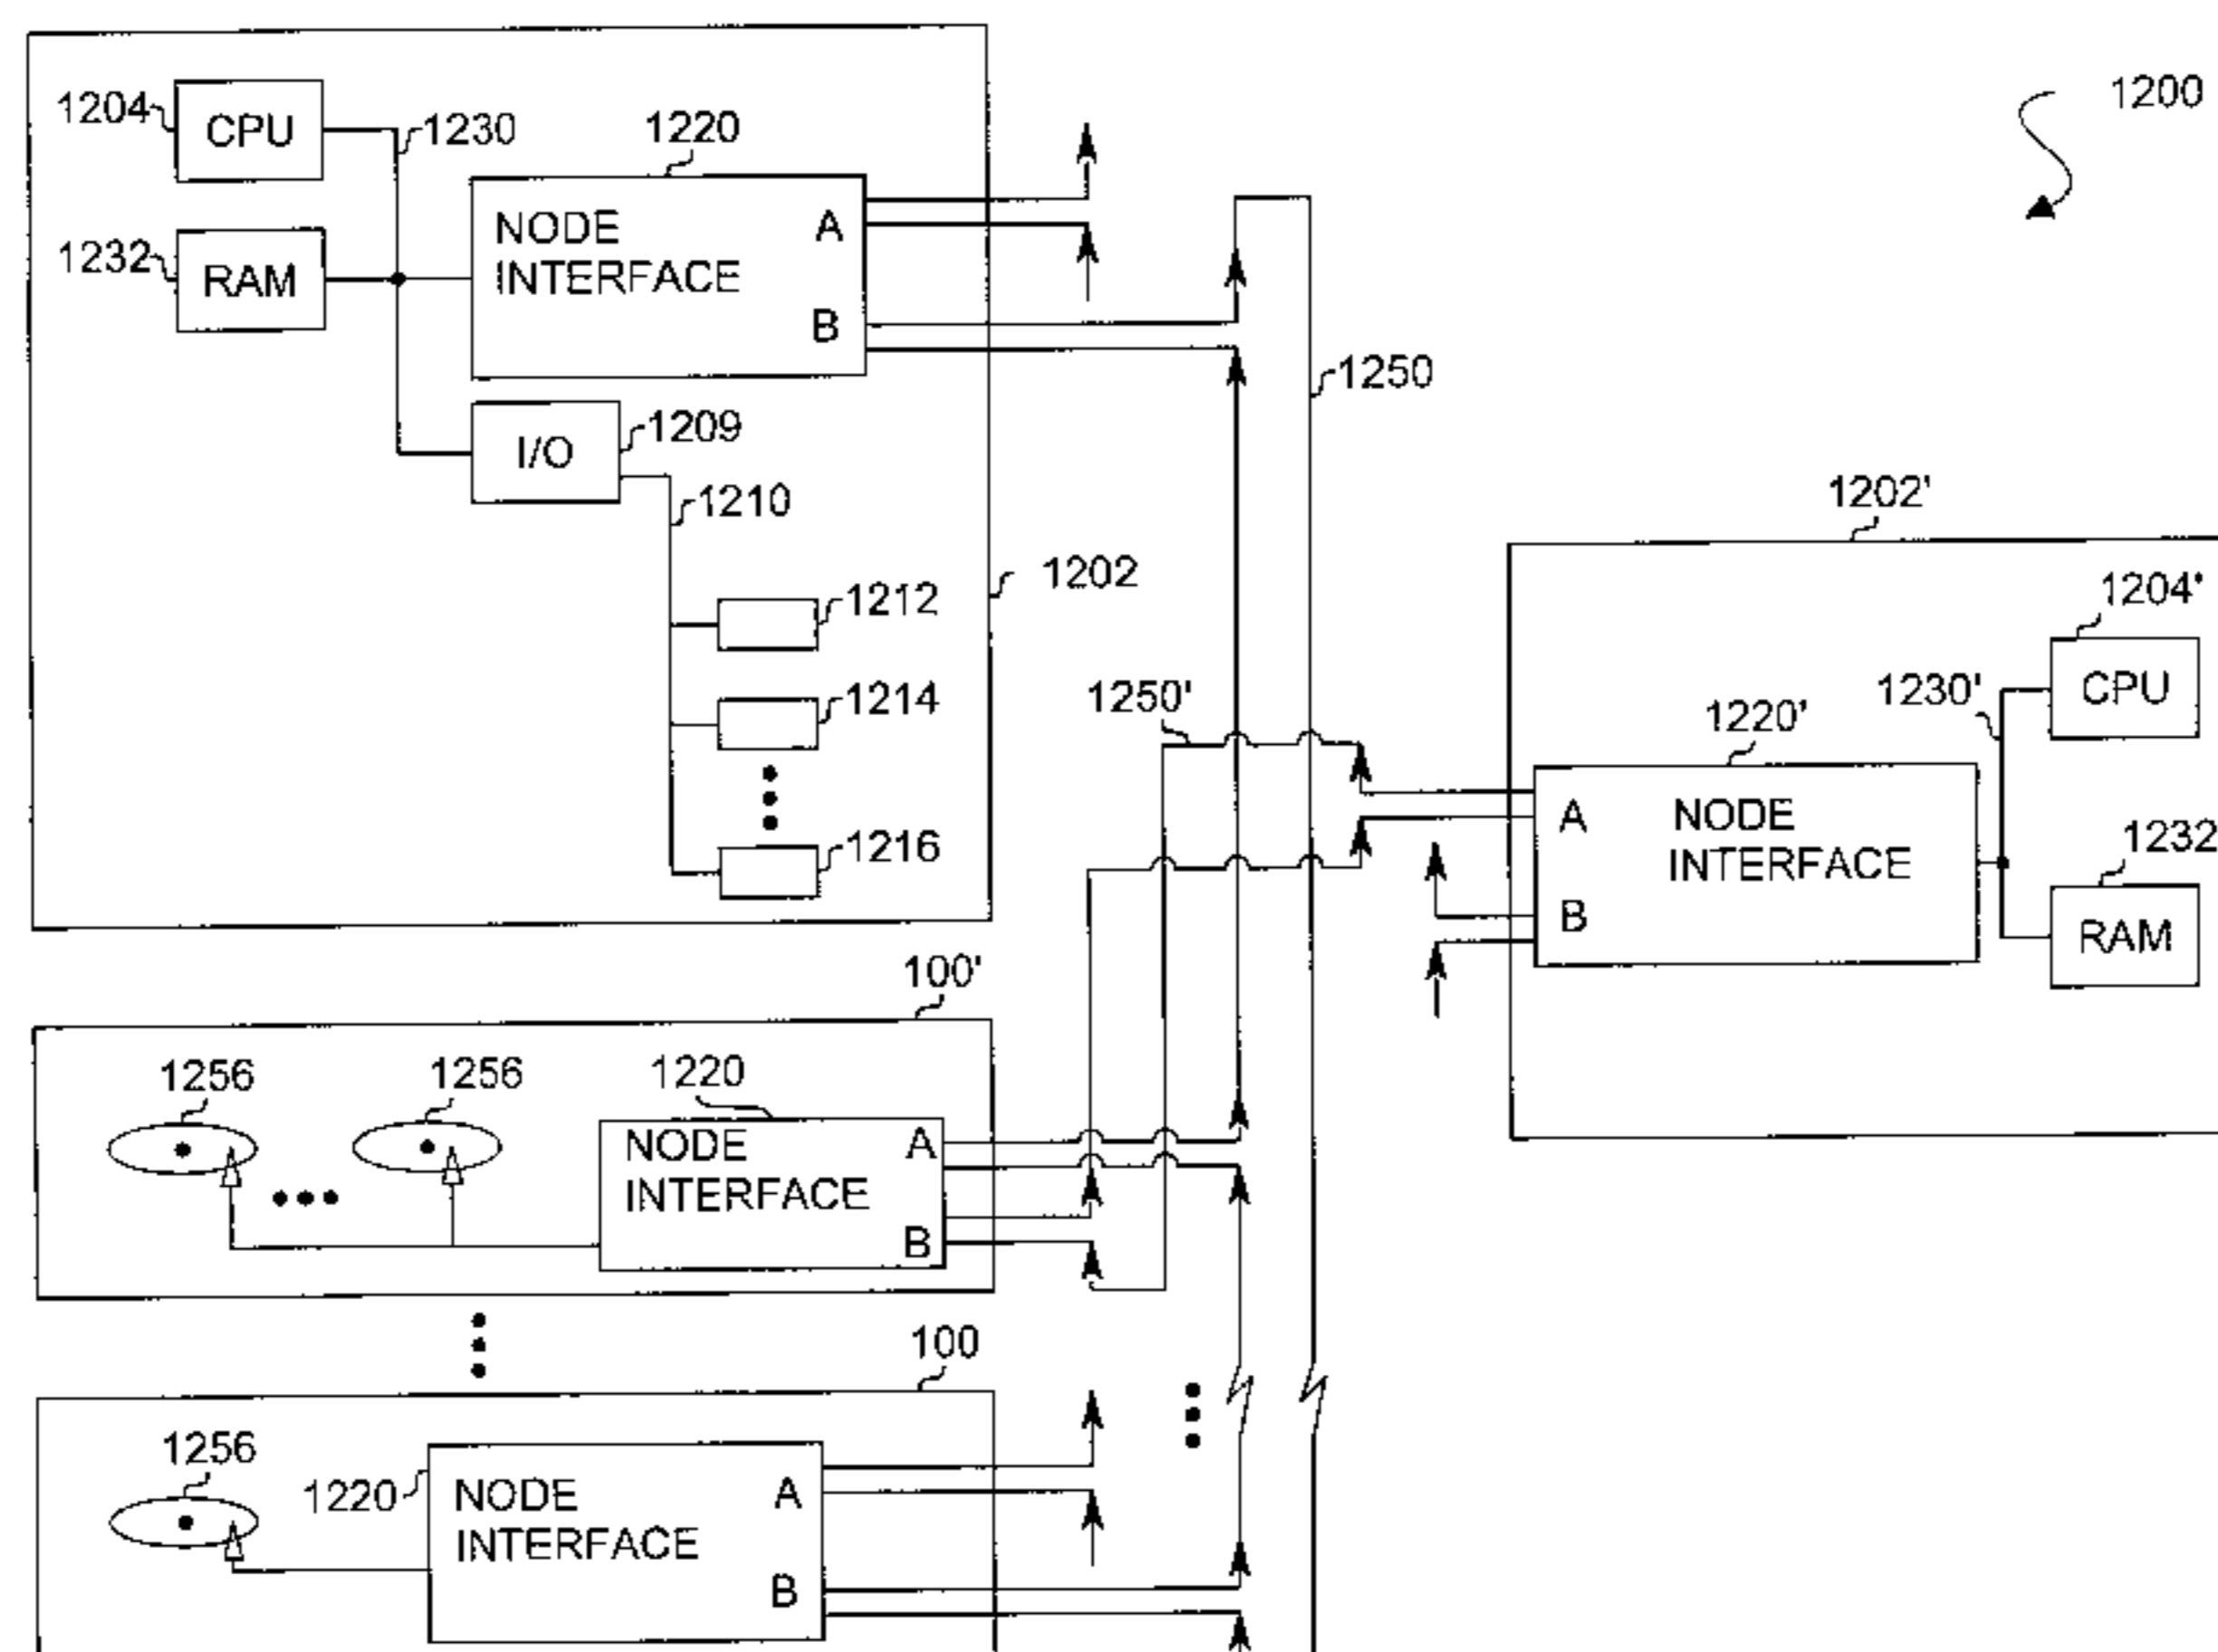 1200
1204
CPU
1230
1220
NODE
INTERFACE
A
B
1232
RAM
1250
1209
I/O
1210
1202
1212
1214
1216
1202'
1204'
CPU
1230'
1220'
1250'
NODE
INTERFACE
A
B
1232
RAM
100'
1256
1256
1220
NODE
INTERFACE
A
B
100
1256
1220
NODE
INTERFACE
A
B